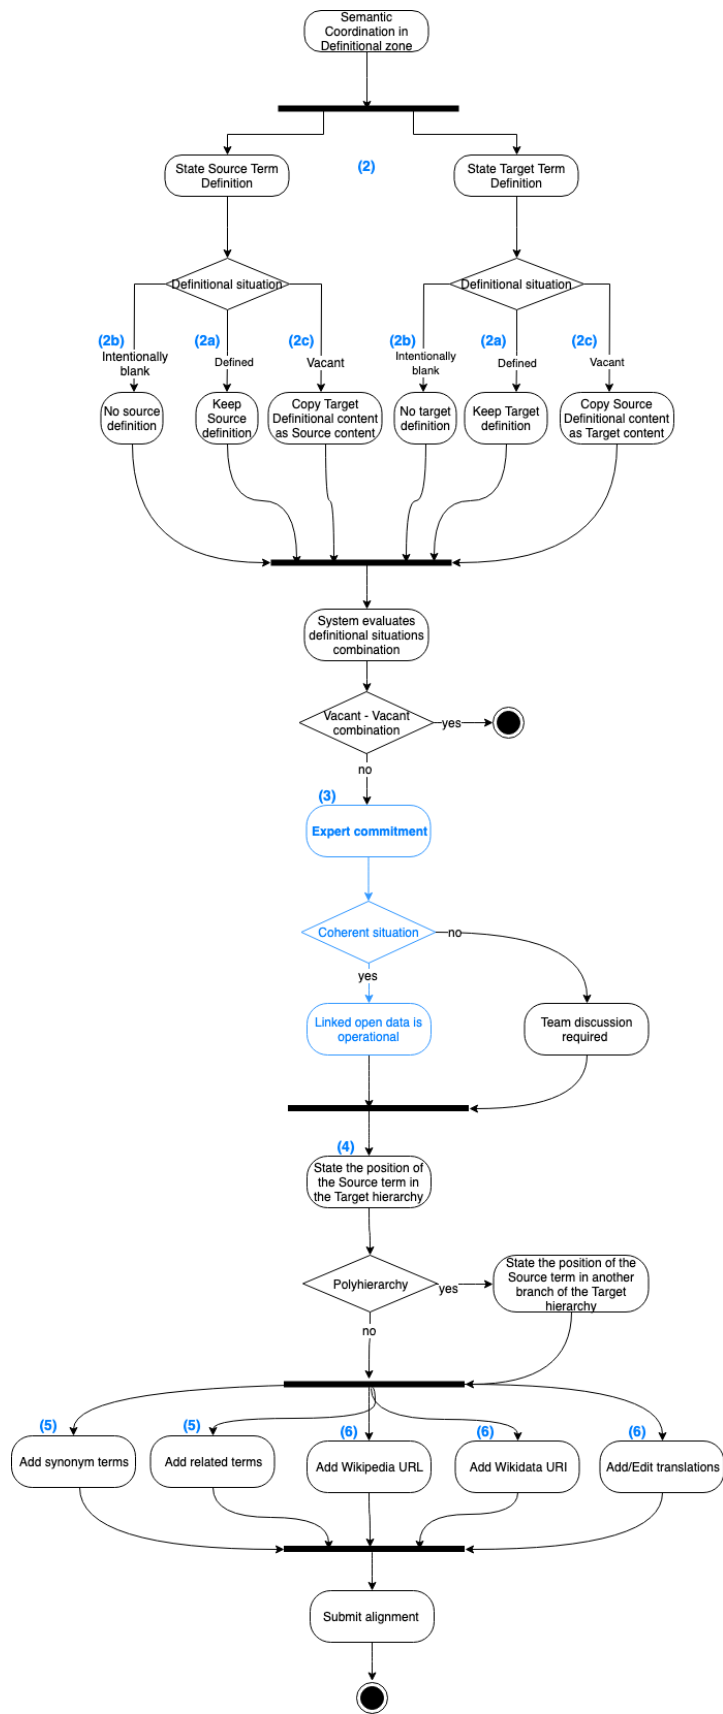 Semantic
Coordination in
Definitional zone
(2)
State Source Term
Definition
State Target Term
Definition
Definitional situation
Definitional situation
(2b)
Intentionally
blank
(2a)
Defined
(2c)
Vacant
(2b)
Intentionally
blank
(2a)
Defined
(2c)
Vacant
No source
definition
Keep
Source
definition
Copy Target
Definitional content
as Source content
No target
definition
Keep Target
definition
Copy Source
Definitional content
as Target content
System evaluates
definitional situations
combination
Vacant - Vacant
combination
yes
no
(3)
Expert commitment
Coherent situation
no
yes
Linked open data is
operational
Team discussion
required
(4)
State the position of
the Source term in
the Target hierarchy
Polyhierarchy
yes
State the position of the
Source term in another
branch of the Target
hierarchy
no
(5)
Add synonym terms
(5)
Add related terms
(6)
Add Wikipedia URL
(6)
Add Wikidata URI
(6)
Add/Edit translations
Submit alignment